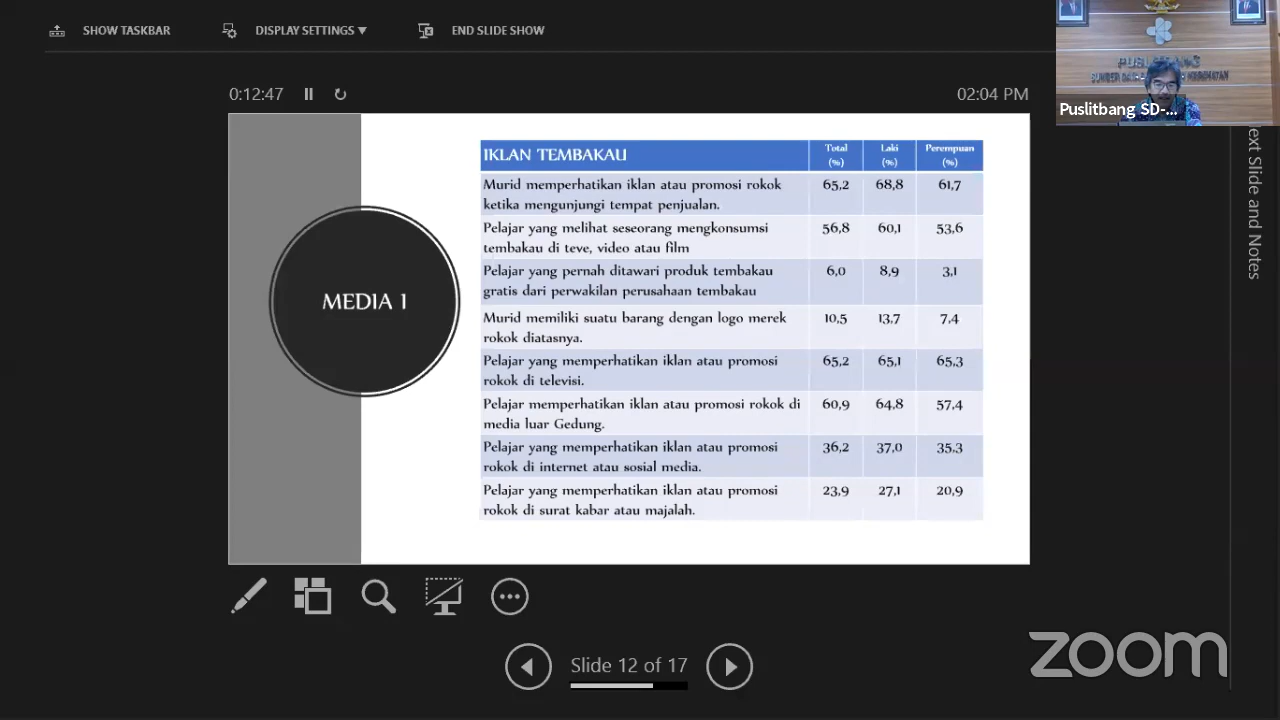 SHOW TASKBAR DISPLAY SETTINGS ▼ END SLIDE SHOW
Puslitbang SD-...
0:12:47 02:04 PM
ext Slide and Notes
MEDIA 1
IKLAN TEMBAKAU Total (%) Laki (%) Perempuan (%)
Murid memperhatikan iklan atau promosi rokok 65,2 68,8 61,7
ketika mengunjungi tempat penjualan.
Pelajar yang melihat seseorang mengkonsumsi 56,8 60,1 53,6
tembakau di teve, video atau film
Pelajar yang pernah ditawari produk tembakau 6,0 8,9 3,1
gratis dari perwakilan perusahaan tembakau
Murid memiliki suatu barang dengan logo merek 10,5 13,7 7,4
rokok diatasnya.
Pelajar yang memperhatikan iklan atau promosi 65,2 65,1 65,3
rokok di televisi.
Pelajar memperhatikan iklan atau promosi rokok di 60,9 64,8 57,4
media luar Gedung.
Pelajar yang memperhatikan iklan atau promosi 36,2 37,0 35,3
rokok di internet atau sosial media.
Pelajar yang memperhatikan iklan atau promosi 23,9 27,1 20,9
rokok di surat kabar atau majalah.
Slide 12 of 17
zoom